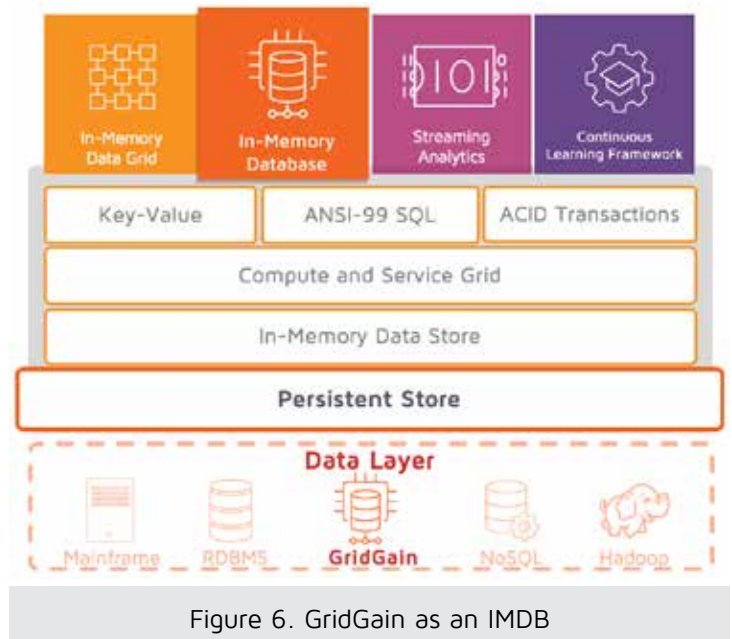 In-Memory
Data Grid
In-Memory
Database
Streaming
Analytics
Continuous
Learning Framework
Key-Value
ANSI-99 SQL
ACID Transactions
Compute and Service Grid
In-Memory Data Store
Persistent Store
Data Layer
Mainframe
RDBMS
GridGain
NoSQL
Hadoop
Figure 6. GridGain as an IMDB